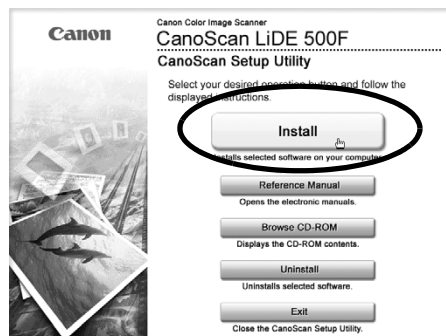 Canon
Canon Color Image Scanner
CanoScan LiDE 500F
CanoScan Setup Utility
Select your desired operation button and follow the
displayed instructions.
Install
Installs selected software on your computer.
Reference Manual
Opens the electronic manuals.
Browse CD-ROM
Displays the CD-ROM contents.
Uninstall
Uninstalls selected software.
Exit
Close the CanoScan Setup Utility.